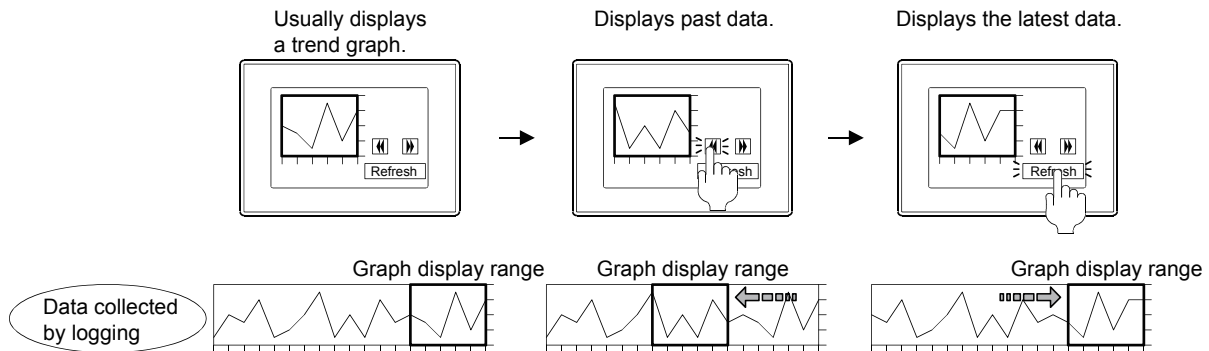 Usually displays
a trend graph.
Displays past data.
Displays the latest data.
Refresh
Refresh
Graph display range
Graph display range
Graph display range
Data collected
by logging